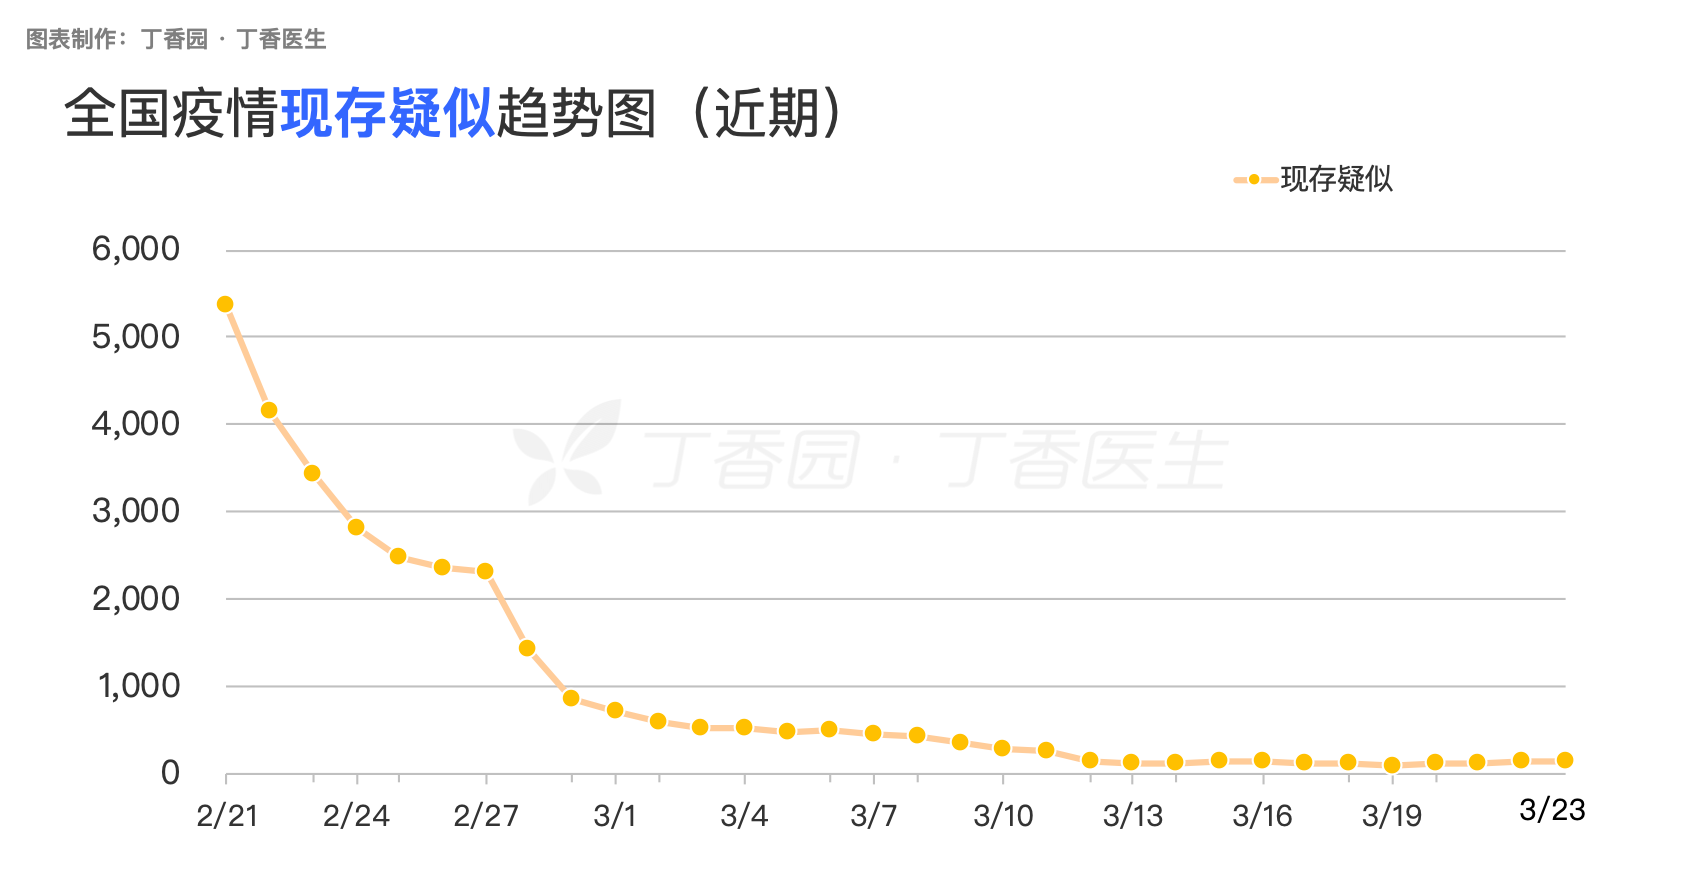 图表制作：丁香园 · 丁香医生
全国疫情现存疑似趋势图（近期）
现存疑似
6,000
5,000
4,000
3,000
2,000
1,000
0
丁香园 · 丁香医生
2/21 2/24 2/27 3/1 3/4 3/7 3/10 3/13 3/16 3/19 3/23